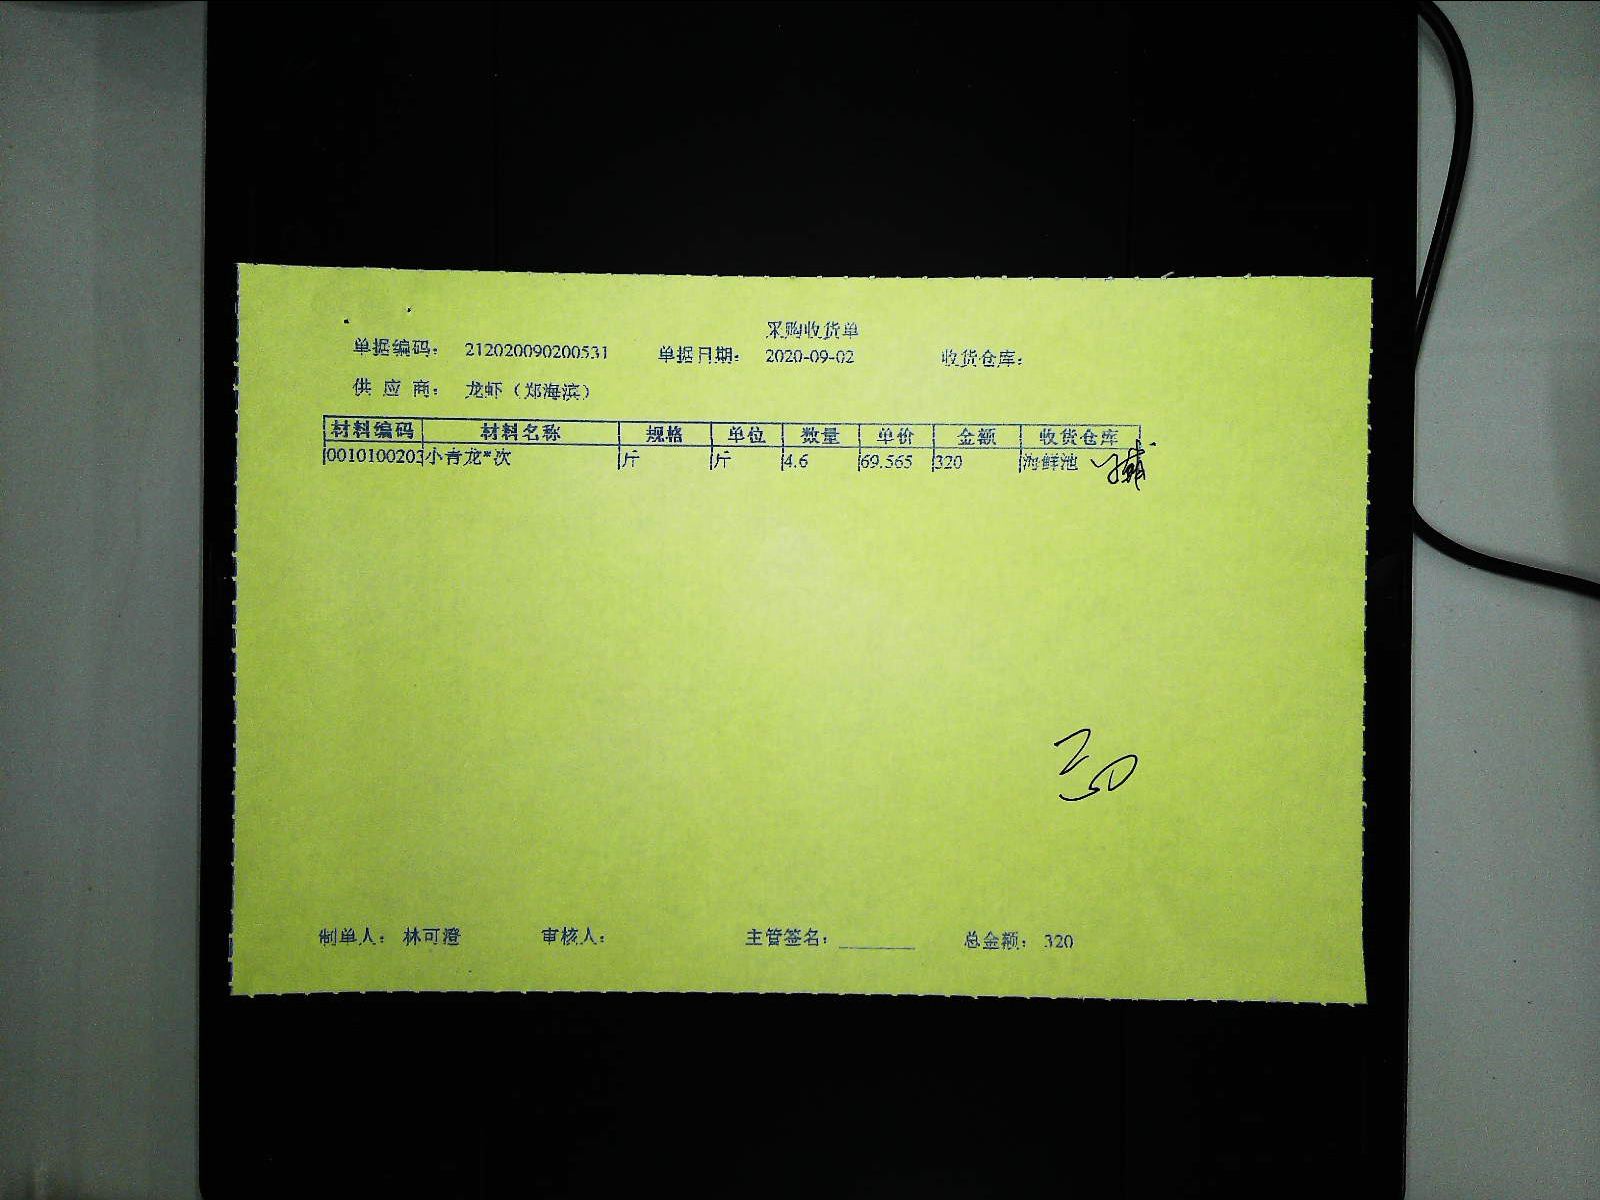 采购收货单
单据编码： 212020090200531 单据日期： 2020-09-02 收货仓库：
供 应 商： 龙虾（郑海滨）
材料编码 材料名称 规格 单位 数量 单价 金额 收货仓库
0010100203 小青龙*次 斤 斤 4.6 69.565 320 海鲜池
制单人： 林可澄 审核人： 主管签名： 总金额： 320